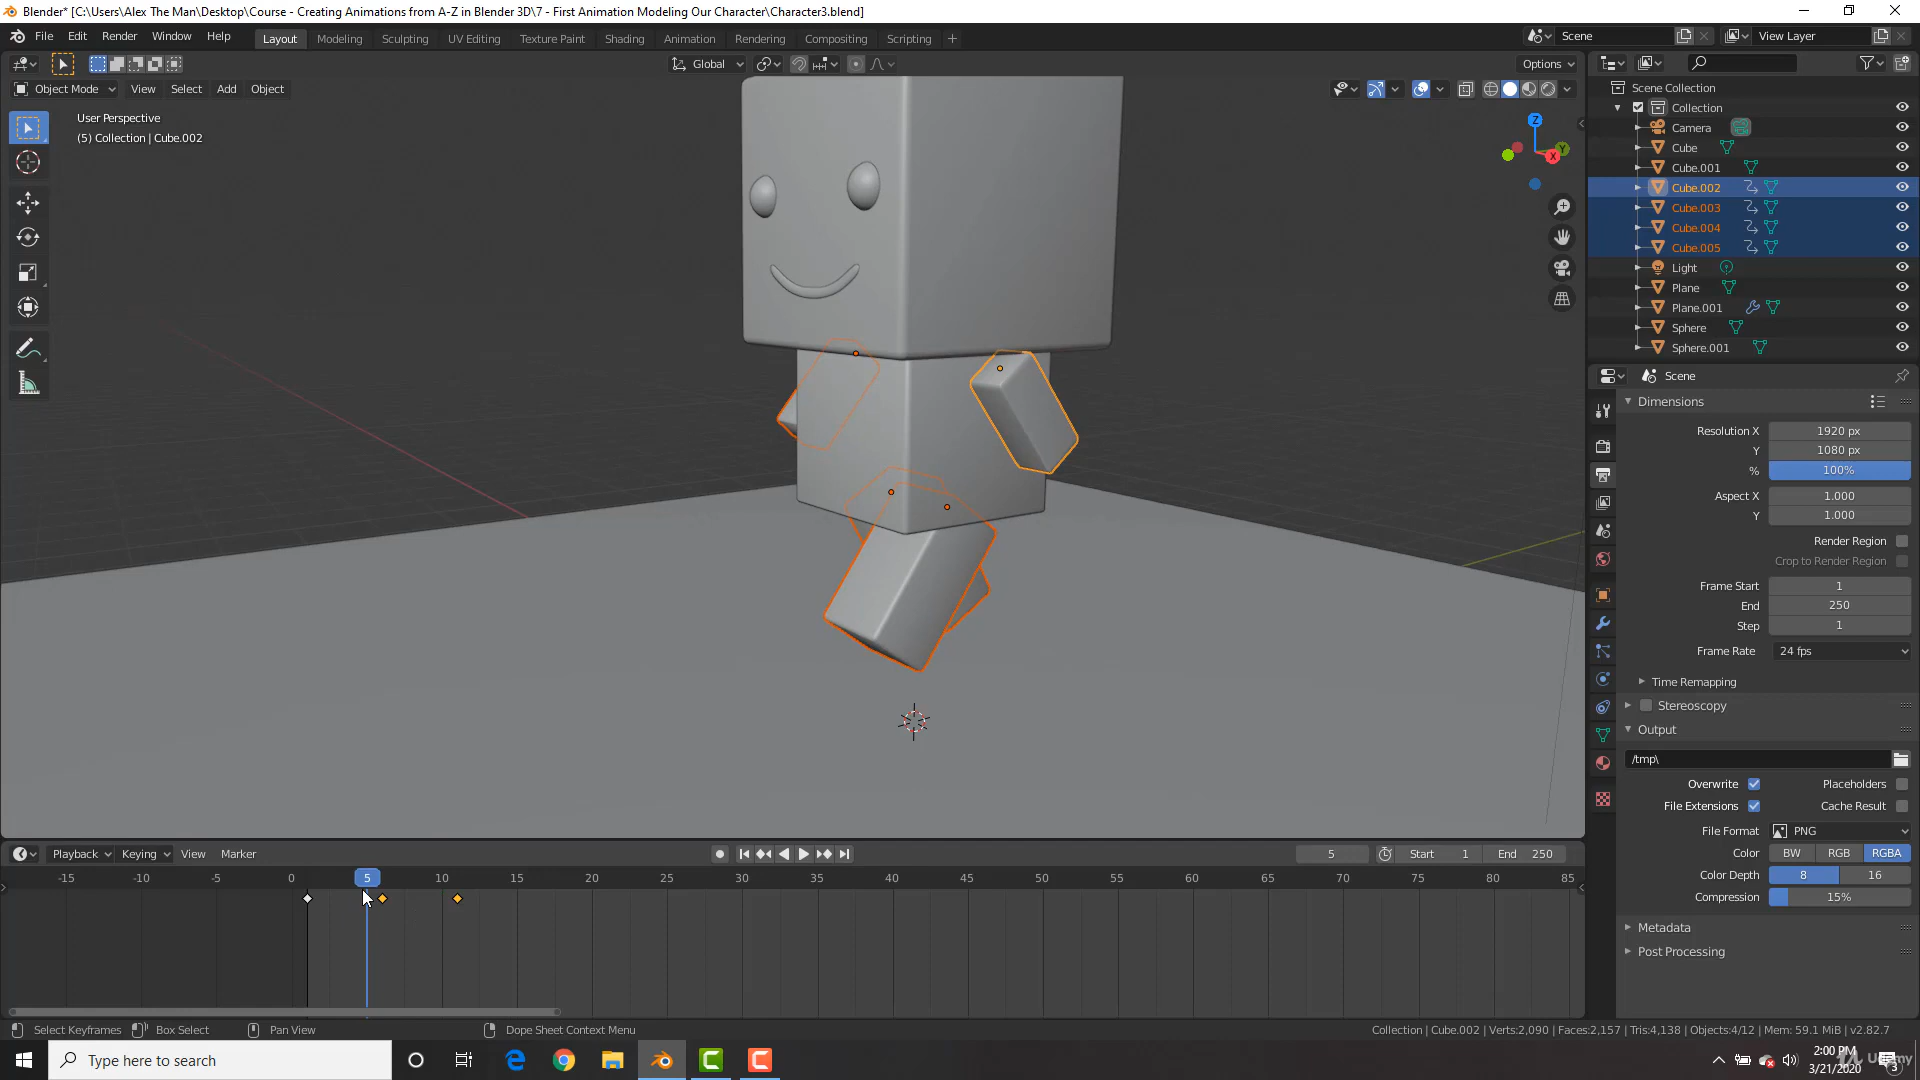 Blender* [C:\Users\Alex The Man\Desktop\Course - Creating Animations from A-Z in Blender 3D\7 - First Animation Modeling Our Character\Character3.blend]
File Edit Render Window Help Layout Modeling Sculpting UV Editing Texture Paint Shading Animation Rendering Compositing Scripting + Scene View Layer
Global Options
Object Mode View Select Add Object
User Perspective
(5) Collection | Cube.002
Z
Y
X
Scene Collection
Collection
Camera
Cube
Cube.001
Cube.002
Cube.003
Cube.004
Cube.005
Light
Plane
Plane.001
Sphere
Sphere.001
Scene
Dimensions
Resolution X 1920 px
Y 1080 px
% 100%
Aspect X 1.000
Y 1.000
Render Region
Crop to Render Region
Frame Start 1
End 250
Step 1
Frame Rate 24 fps
Time Remapping
Stereoscopy
Output
/tmp\
Overwrite Placeholders
File Extensions Cache Result
File Format PNG
Color BW RGB RGBA
Color Depth 8 16
Compression 15%
Metadata
Post Processing
Playback Keying View Marker 5 Start 1 End 250
-15 -10 -5 0 5 10 15 20 25 30 35 40 45 50 55 60 65 70 75 80 85
Select Keyframes Box Select Pan View Dope Sheet Context Menu Collection | Cube.002 | Verts:2,090 | Faces:2,157 | Tris:4,138 | Objects:4/12 | Mem: 59.1 MiB | v2.82.7
Type here to search
2:00 PM
3/21/2020
3
Udemy